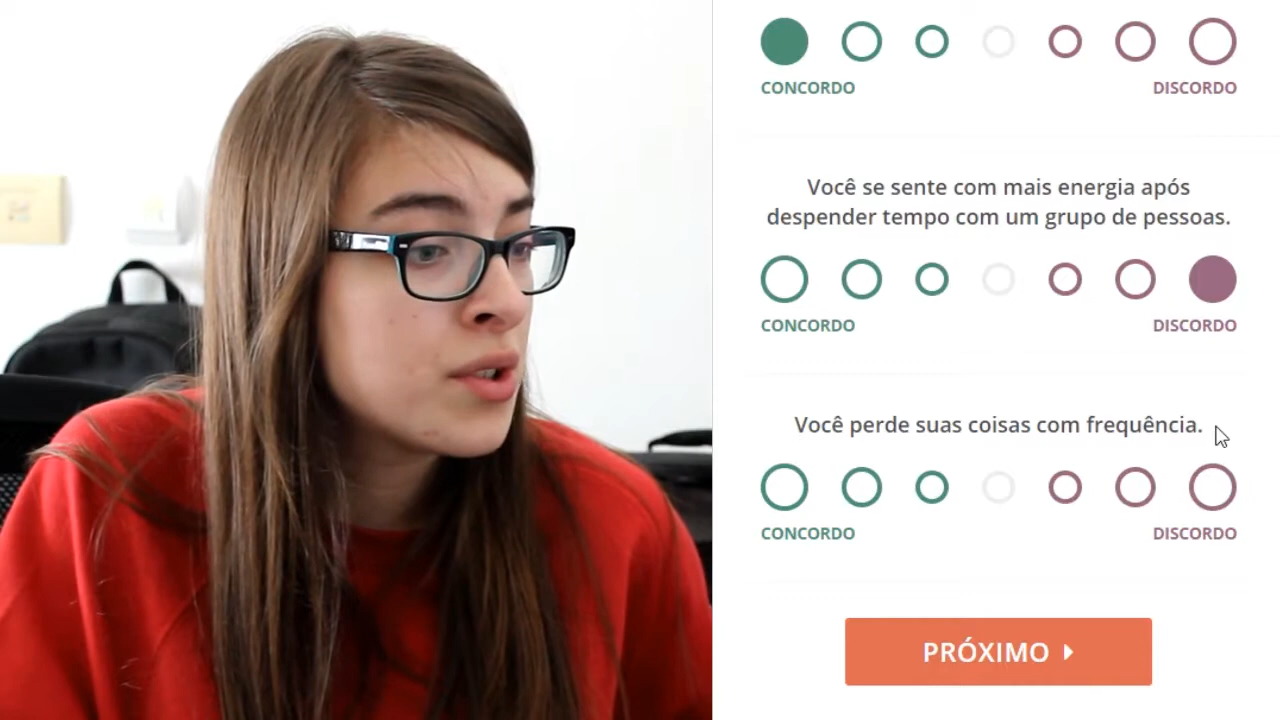 CONCORDO DISCORDO
Você se sente com mais energia após
despender tempo com um grupo de pessoas.
CONCORDO DISCORDO
Você perde suas coisas com frequência.
CONCORDO DISCORDO
PRÓXIMO